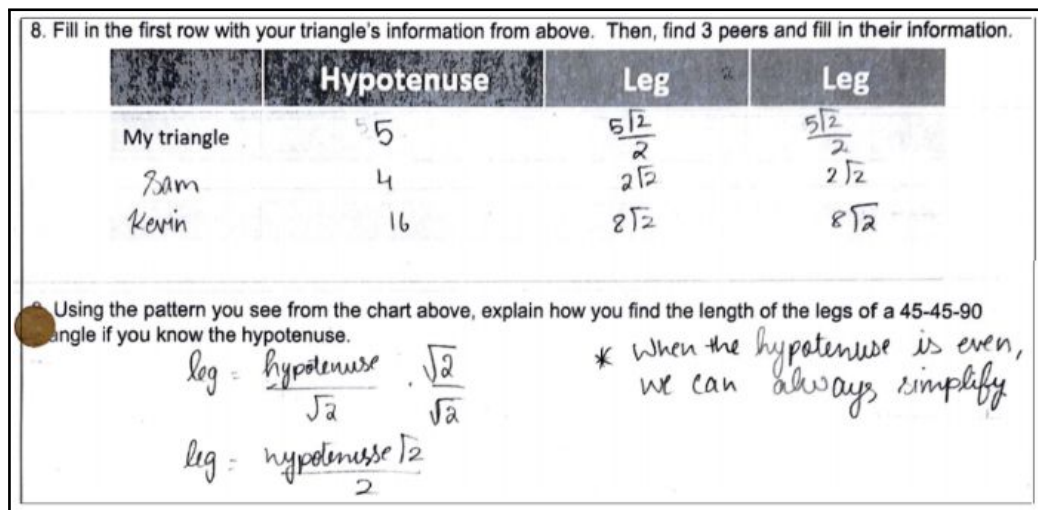 8. Fill in the first row with your triangle's information from above. Then, find 3 peers and fill in their information.
Hypotenuse Leg Leg
My triangle 5 5√2/2 5√2/2
Sam 4 2√2 2√2
Kevin 16 8√2 8√2
Using the pattern you see from the chart above, explain how you find the length of the legs of a 45-45-90
angle if you know the hypotenuse.
leg = hypotenuse/√2 · √2/√2
* When the hypotenuse is even,
we can always simplify
leg = hypotenusse√2/2